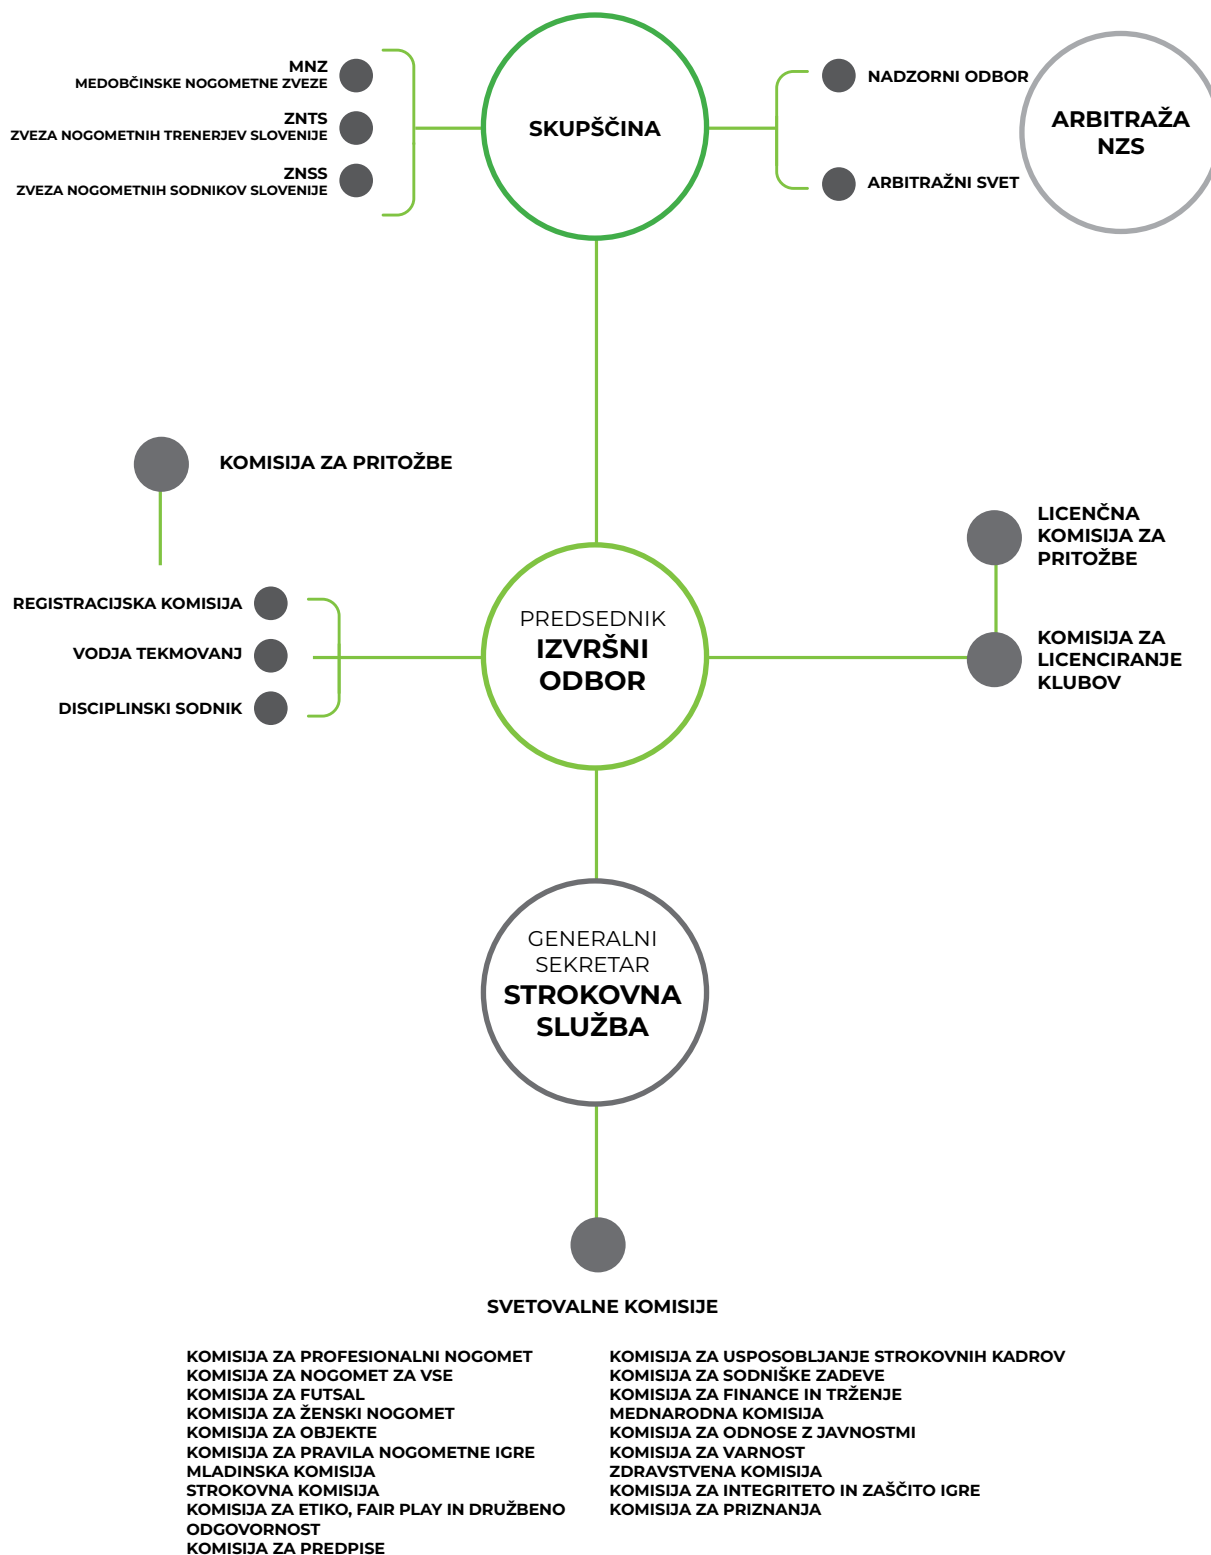 MNZ
MEDOBČINSKE NOGOMETNE ZVEZE
ZNTS
ZVEZA NOGOMETNIH TRENERJEV SLOVENIJE
ZNSS
ZVEZA NOGOMETNIH SODNIKOV SLOVENIJE
SKUPŠČINA
NADZORNI ODBOR
ARBITRAŽNI SVET
ARBITRAŽA
NZS
KOMISIJA ZA PRITOŽBE
REGISTRACIJSKA KOMISIJA
VODJA TEKMOVANJ
DISCIPLINSKI SODNIK
PREDSEDNIK
IZVRŠNI
ODBOR
LICENČNA
KOMISIJA ZA
PRITOŽBE
KOMISIJA ZA
LICENCIRANJE
KLUBOV
GENERALNI
SEKRETAR
STROKOVNA
SLUŽBA
SVETOVALNE KOMISIJE
KOMISIJA ZA PROFESIONALNI NOGOMET
KOMISIJA ZA NOGOMET ZA VSE
KOMISIJA ZA FUTSAL
KOMISIJA ZA ŽENSKI NOGOMET
KOMISIJA ZA OBJEKTE
KOMISIJA ZA PRAVILA NOGOMETNE IGRE
MLADINSKA KOMISIJA
STROKOVNA KOMISIJA
KOMISIJA ZA ETIKO, FAIR PLAY IN DRUŽBENO
ODGOVORNOST
KOMISIJA ZA PREDPISE
KOMISIJA ZA USPOSOBLJANJE STROKOVNIH KADROV
KOMISIJA ZA SODNIŠKE ZADEVE
KOMISIJA ZA FINANCE IN TRŽENJE
MEDNARODNA KOMISIJA
KOMISIJA ZA ODNOSE Z JAVNOSTMI
KOMISIJA ZA VARNOST
ZDRAVSTVENA KOMISIJA
KOMISIJA ZA INTEGRITETO IN ZAŠČITO IGRE
KOMISIJA ZA PRIZNANJA